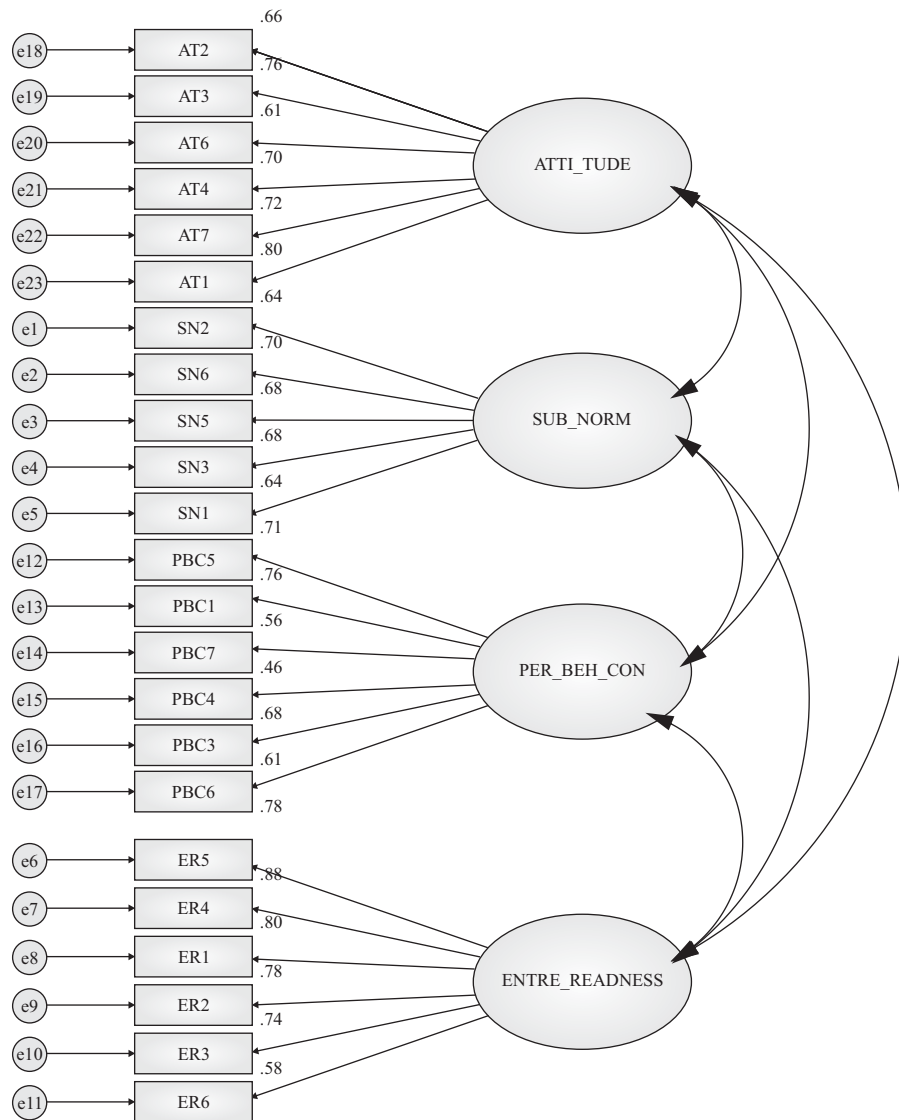 .66
e18 AT2
.76
e19 AT3 ATTI_TUDE
.61
e20 AT6
.70
e21 AT4
.72
e22 AT7
.80
e23 AT1
.64
e1 SN2
.70
e2 SN6
.68
e3 SN5 SUB_NORM
.68
e4 SN3
.64
e5 SN1
.71
e12 PBC5
.76
e13 PBC1
.56
e14 PBC7 PER_BEH_CON
.46
e15 PBC4
.68
e16 PBC3
.61
e17 PBC6
.78
e6 ER5
.88
e7 ER4
.80
e8 ER1 ENTRE_READNESS
.78
e9 ER2
.74
e10 ER3
.58
e11 ER6